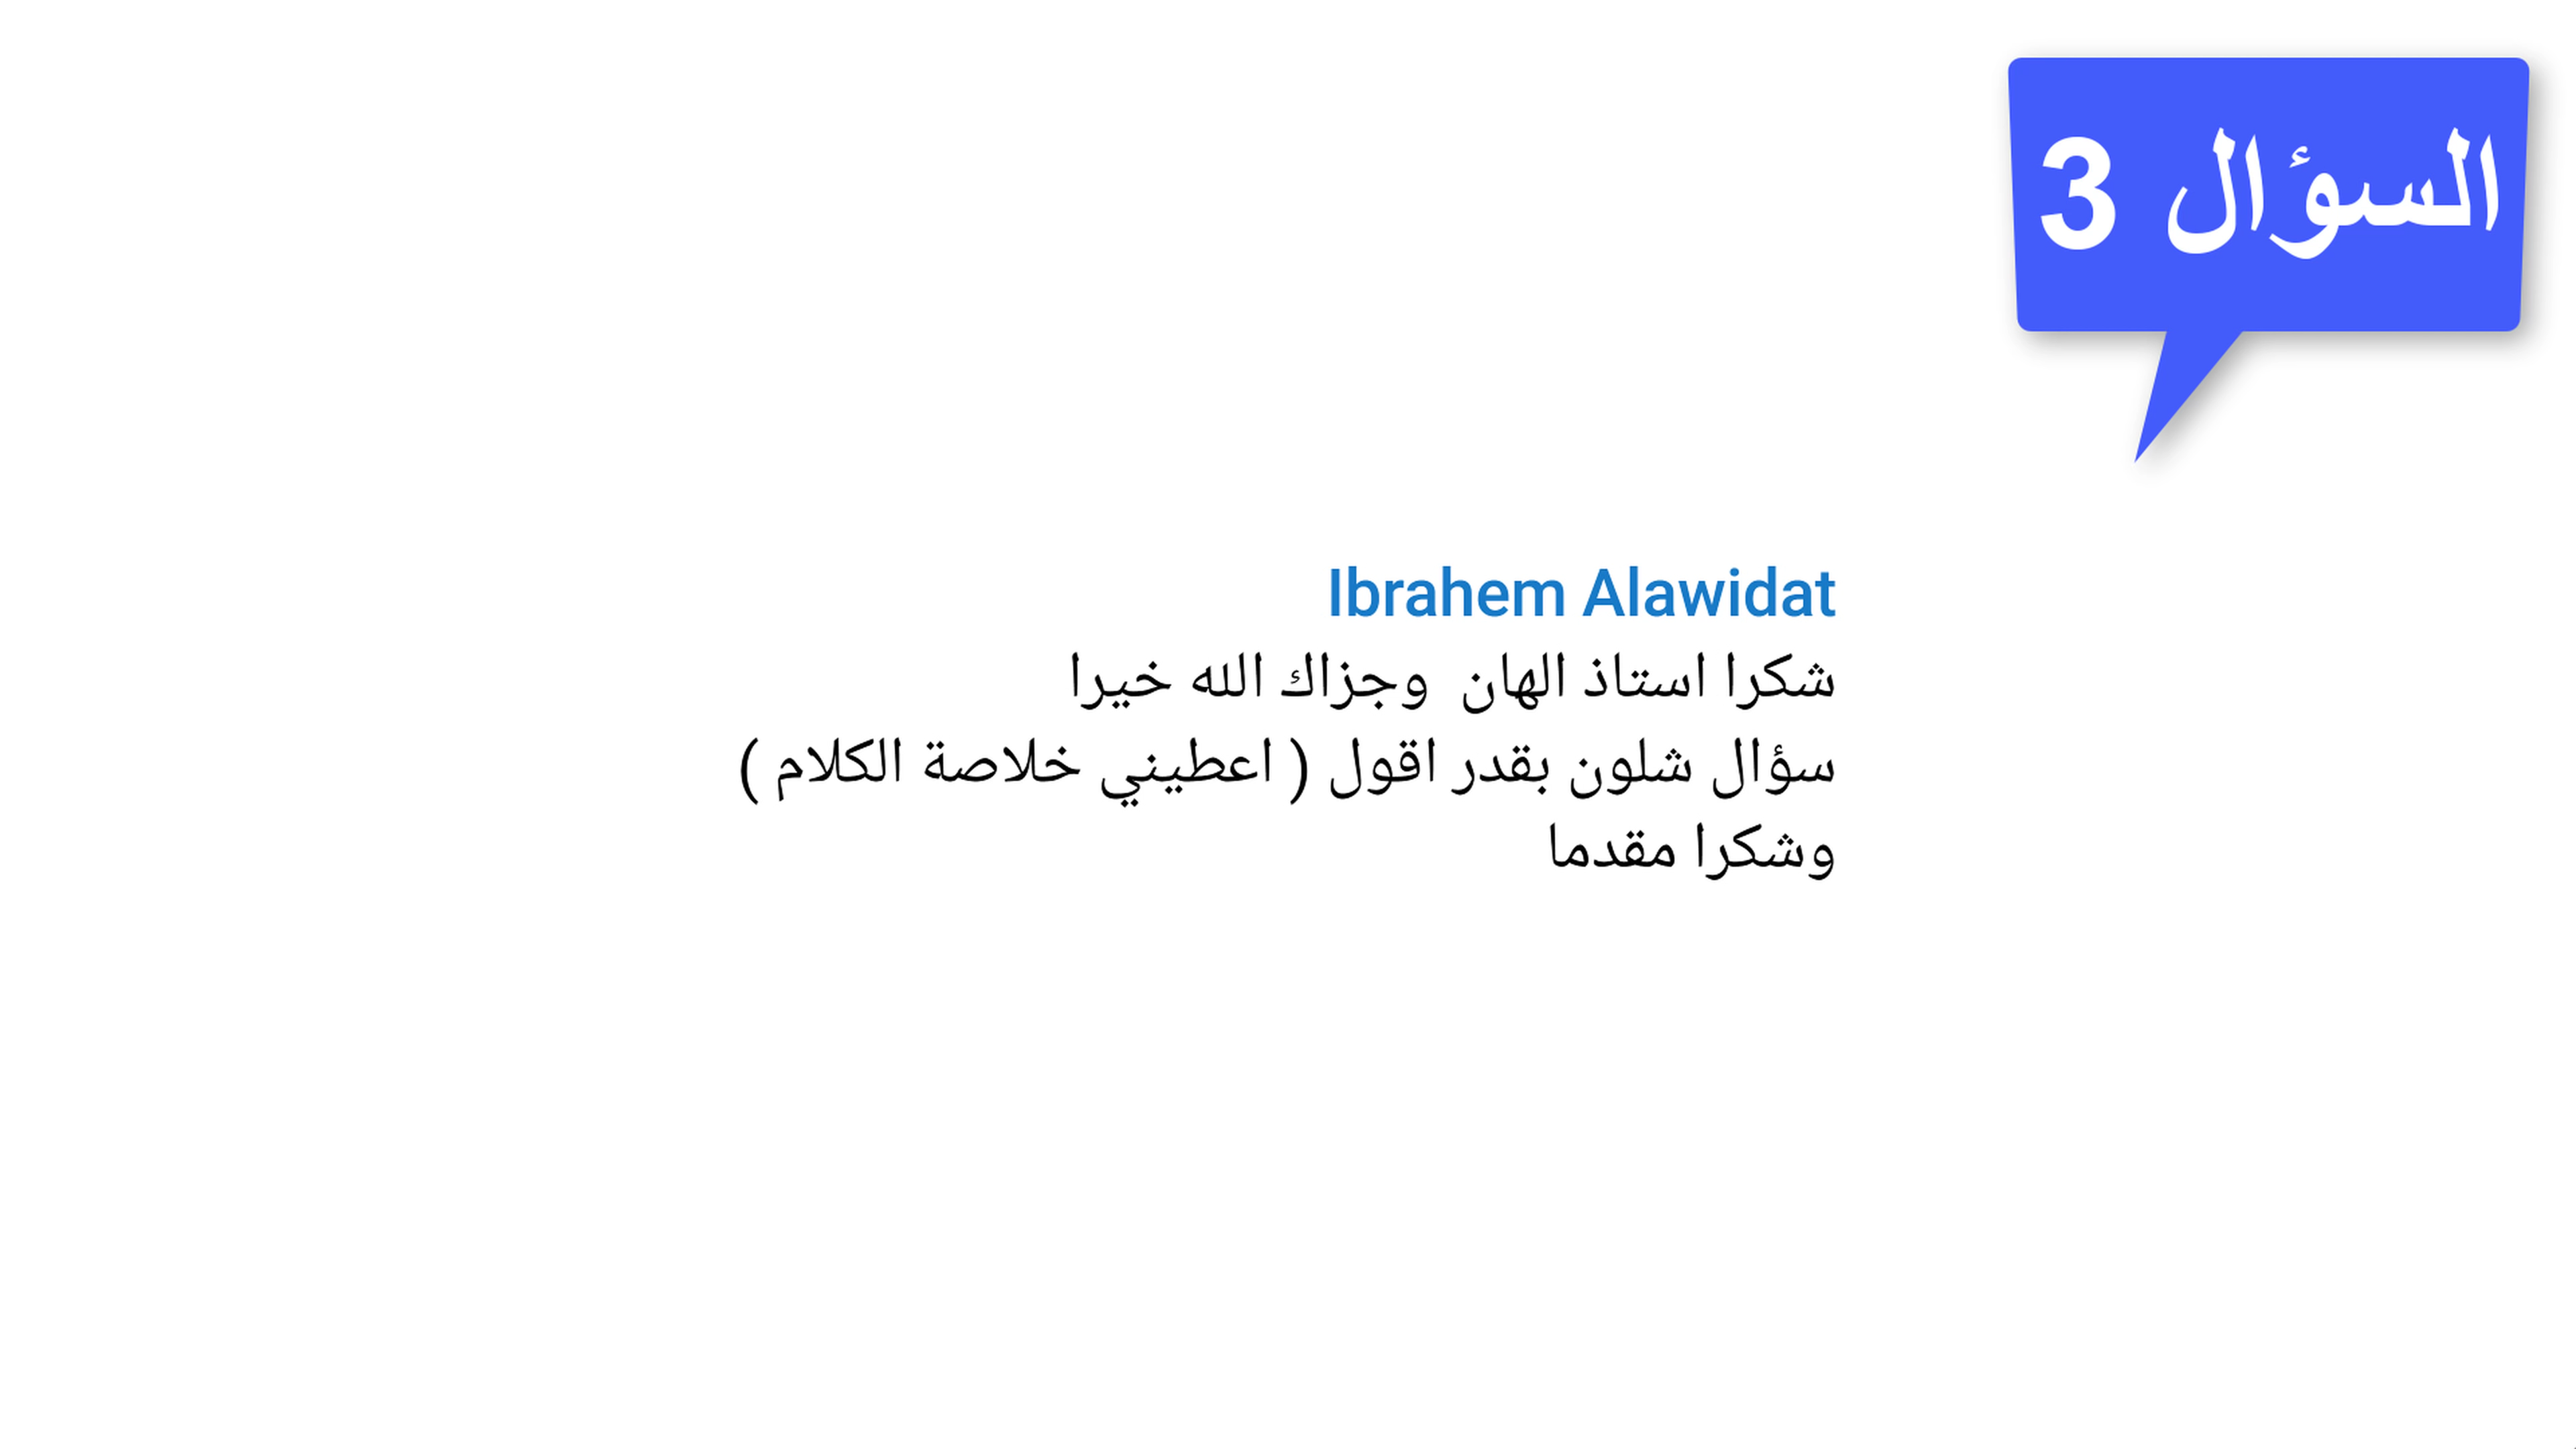 السؤال 3
Ibrahem Alawidat
شكرا استاذ الهان وجزاك الله خيرا
سؤال شلون بقدر اقول ( اعطيني خلاصة الكلام )
وشكرا مقدما